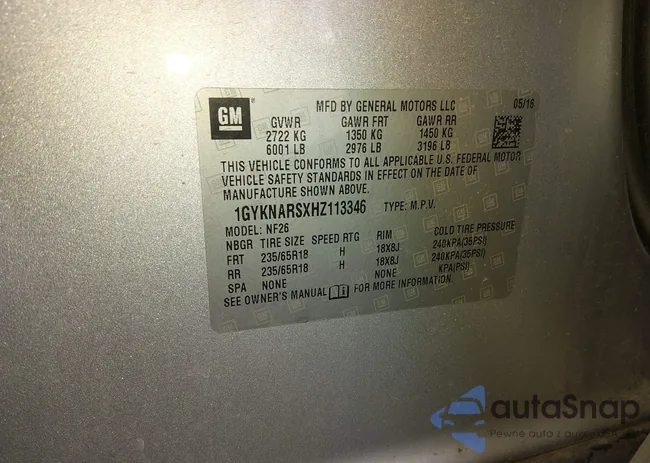 GM
MFD BY GENERAL MOTORS LLC 05/16
GVWR GAWR FRT GAWR RR
2722 KG 1350 KG 1450 KG
6001 LB 2976 LB 3196 LB
THIS VEHICLE CONFORMS TO ALL APPLICABLE U.S. FEDERAL MOTOR
VEHICLE SAFETY STANDARDS IN EFFECT ON THE DATE OF
MANUFACTURE SHOWN ABOVE.
1GYKNARSXHZ113346 TYPE: M.P.V.
MODEL: NF26
NBGR TIRE SIZE SPEED RTG RIM COLD TIRE PRESSURE
FRT 235/65R18 H 18X8J 240KPA(35PSI)
RR 235/65R18 H 18X8J 240KPA(35PSI)
SPA NONE NONE KPA(PSI)
SEE OWNER'S MANUAL FOR MORE INFORMATION.
autaSnap
Pewne auta z